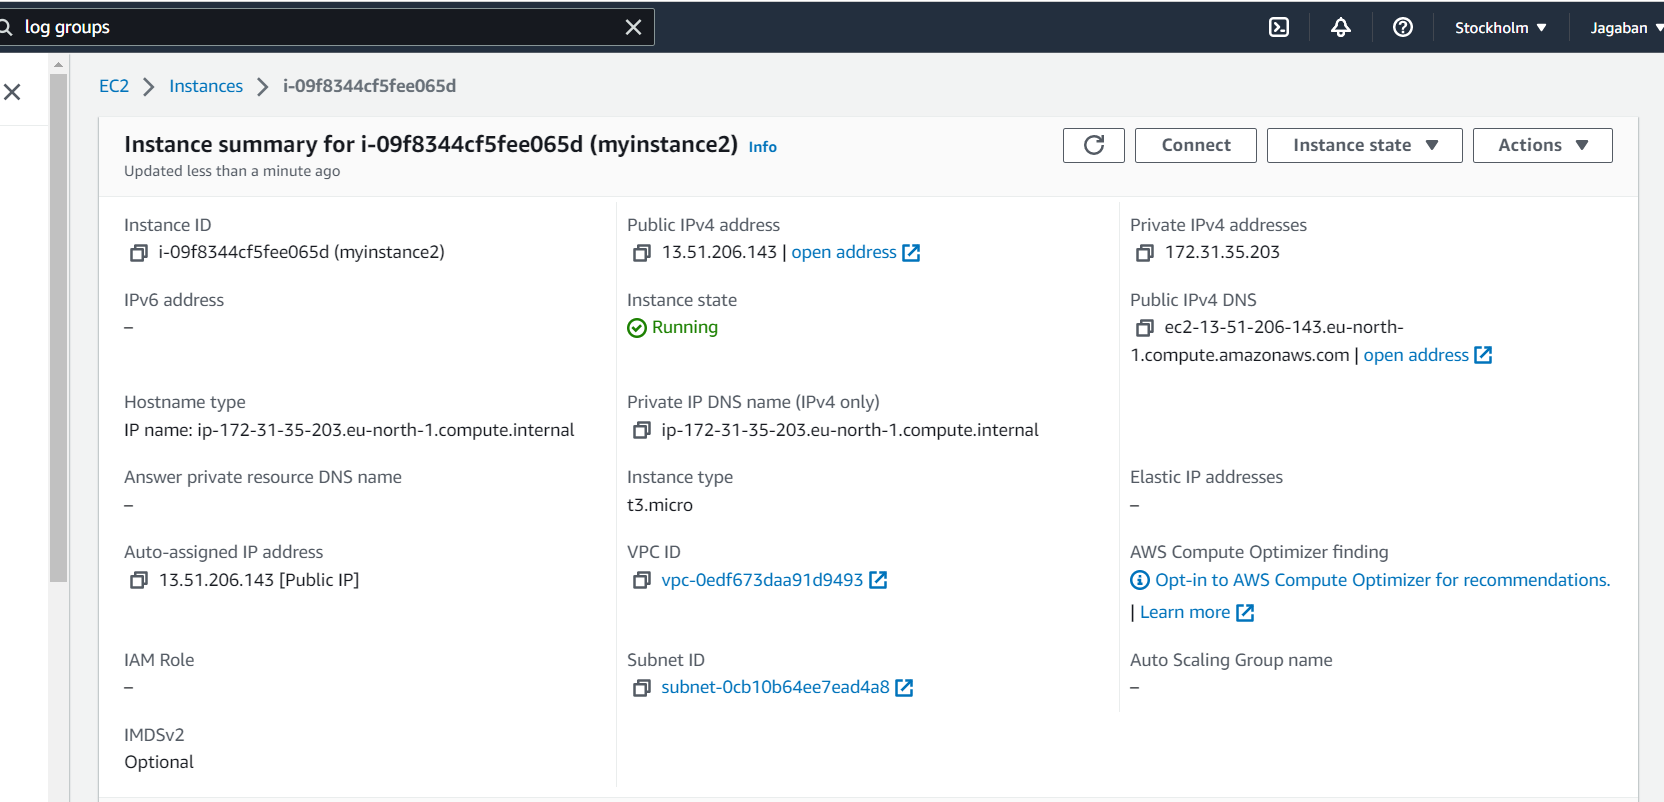 log groups
Stockholm
Jagaban
EC2 Instances i-09f8344cf5fee065d
Instance summary for i-09f8344cf5fee065d (myinstance2) Info
Updated less than a minute ago
Connect
Instance state
Actions
Instance ID
i-09f8344cf5fee065d (myinstance2)
Public IPv4 address
13.51.206.143 | open address
Private IPv4 addresses
172.31.35.203
IPv6 address
–
Instance state
Running
Public IPv4 DNS
ec2-13-51-206-143.eu-north-
1.compute.amazonaws.com | open address
Hostname type
IP name: ip-172-31-35-203.eu-north-1.compute.internal
Private IP DNS name (IPv4 only)
ip-172-31-35-203.eu-north-1.compute.internal
Answer private resource DNS name
–
Instance type
t3.micro
Elastic IP addresses
–
Auto-assigned IP address
13.51.206.143 [Public IP]
VPC ID
vpc-0edf673daa91d9493
AWS Compute Optimizer finding
Opt-in to AWS Compute Optimizer for recommendations.
| Learn more
IAM Role
–
Subnet ID
subnet-0cb10b64ee7ead4a8
Auto Scaling Group name
–
IMDSv2
Optional